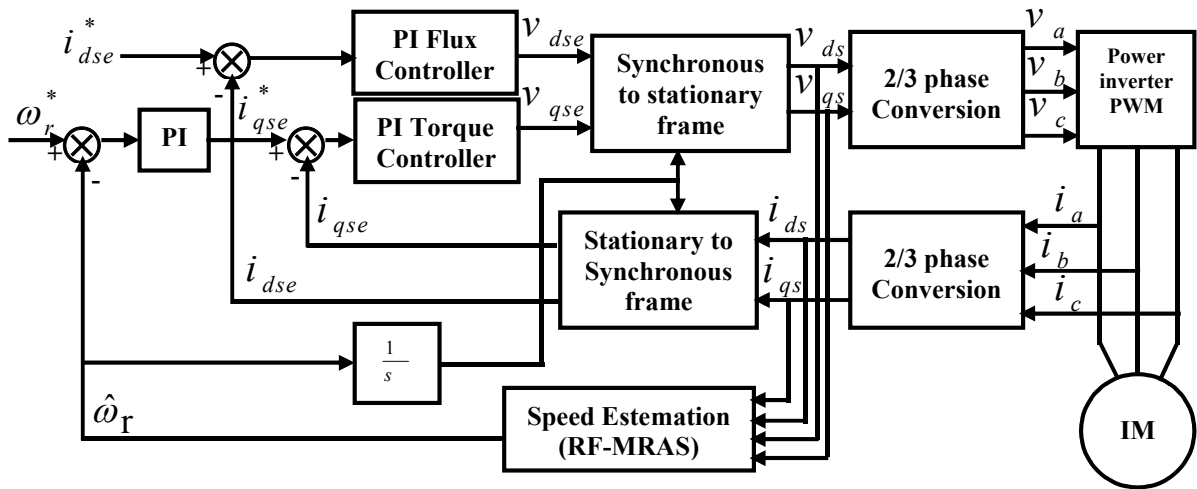 i*dse
+
-
PI Flux
Controller
v dse
Synchronous
to stationary
frame
v ds
v qs
2/3 phase
Conversion
v a
v b
v c
Power
inverter
PWM
ω*r
+
-
PI
i*qse
+
-
PI Torque
Controller
v qse
i qse
i dse
Stationary to
Synchronous
frame
i ds
i qs
2/3 phase
Conversion
i a
i b
i c
1
s
ω̂r
Speed Estemation
(RF-MRAS)
IM